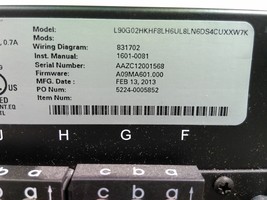 Model: L90G02HKHF8LH6UL8LN6DS4CUXXW7K
, 0.7A
Wiring Diagram: 831702
Inst. Manual: 1601-0081
Serial Number: AAZC12001568
Firmware: A09MA601.000
Mfg. Date: FEB 13, 2013
PO Num: 5224-0005852
Item Num:
H G F
c b a c b a